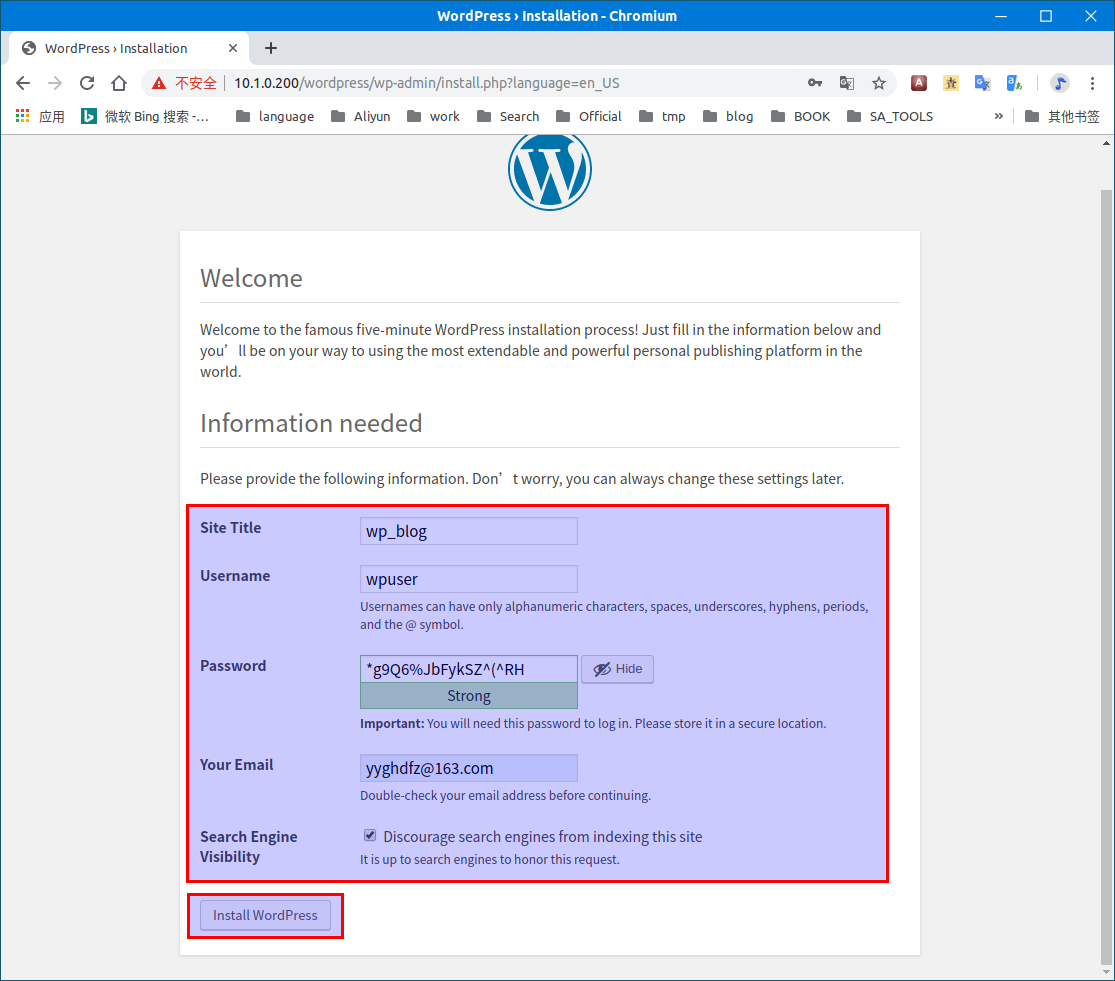 WordPress › Installation - Chromium
WordPress › Installation
不安全 10.1.0.200/wordpress/wp-admin/install.php?language=en_US
应用 微软 Bing 搜索 -... language Aliyun work Search Official tmp blog BOOK SA_TOOLS » 其他书签
Welcome
Welcome to the famous five-minute WordPress installation process! Just fill in the information below and
you’ll be on your way to using the most extendable and powerful personal publishing platform in the
world.
Information needed
Please provide the following information. Don’t worry, you can always change these settings later.
Site Title wp_blog
Username wpuser
Usernames can have only alphanumeric characters, spaces, underscores, hyphens, periods,
and the @ symbol.
Password *g9Q6%JbFykSZ^(^RH Hide
Strong
Important: You will need this password to log in. Please store it in a secure location.
Your Email yyghdfz@163.com
Double-check your email address before continuing.
Search Engine
Visibility
Discourage search engines from indexing this site
It is up to search engines to honor this request.
Install WordPress